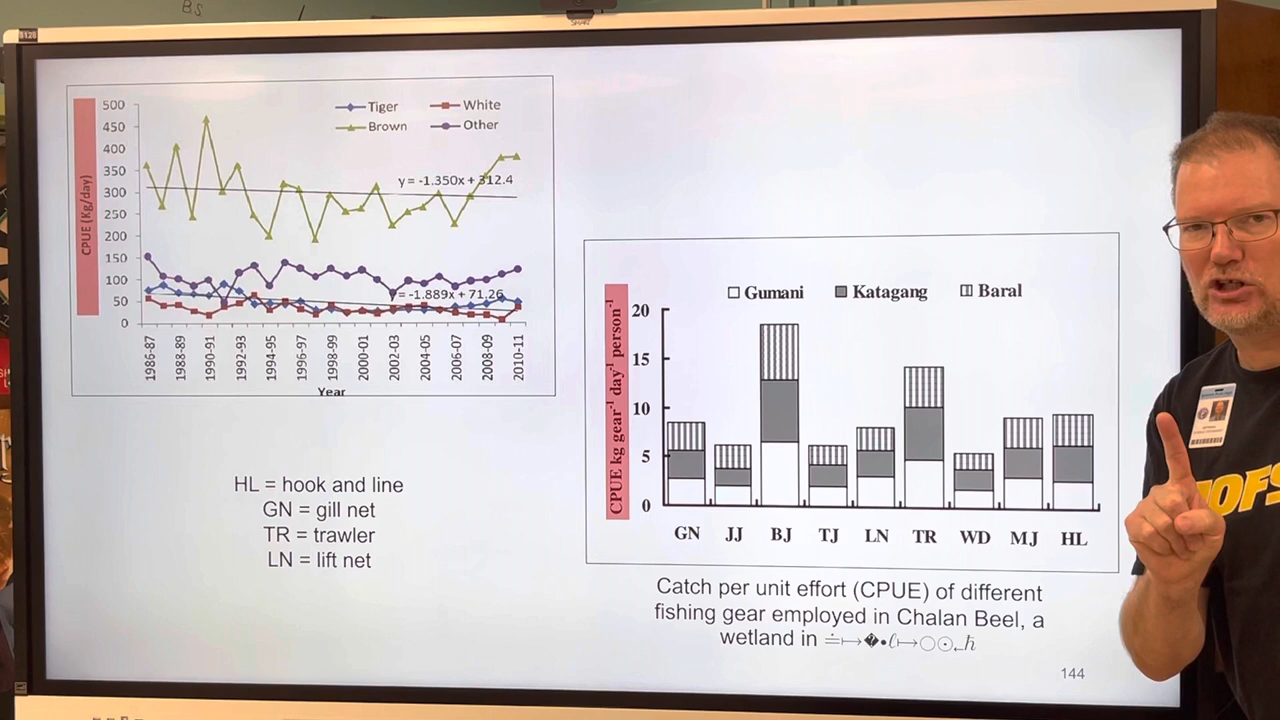 B.S
SMART
500
450
400
350
300
250
200
150
100
50
0
CPUE (Kg/day)
Tiger
White
Brown
Other
y = -1.350x + 312.4
y = -1.889x + 71.26
1986-87
1988-89
1990-91
1992-93
1994-95
1996-97
1998-99
2000-01
2002-03
2004-05
2006-07
2008-09
2010-11
Year
HL = hook and line
GN = gill net
TR = trawler
LN = lift net
CPUE kg gear⁻¹ day⁻¹ person⁻¹
Gumani Katagang Baral
20
15
10
5
0
GN JJ BJ TJ LN TR WD MJ HL
Catch per unit effort (CPUE) of different
fishing gear employed in Chalan Beel, a
wetland in ≐↦�•ℓ↦○⊙ℏ
144
OFS